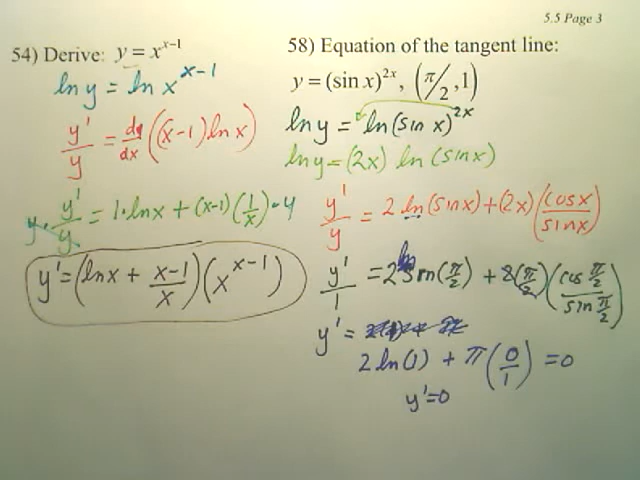 5.5 Page 3
54) Derive: y = x^(x-1)
ln y = ln x^(x-1)
y'/y = dy/dx ((x-1) ln x)
y · y'/y = 1·ln x + (x-1)(1/x) · y
y' = (ln x + (x-1)/x)(x^(x-1))
58) Equation of the tangent line:
y = (sin x)^(2x), (π/2, 1)
ln y = ln(sin x)^(2x)
ln y = (2x) ln(sin x)
y'/y = 2 ln(sin x) + (2x)(cos x/sin x)
y'/1 = 2 ln sin(π/2) + 2(π/2)(cos π/2 / sin π/2)
y' =
2 ln(1) + π(0/1) = 0
y' = 0